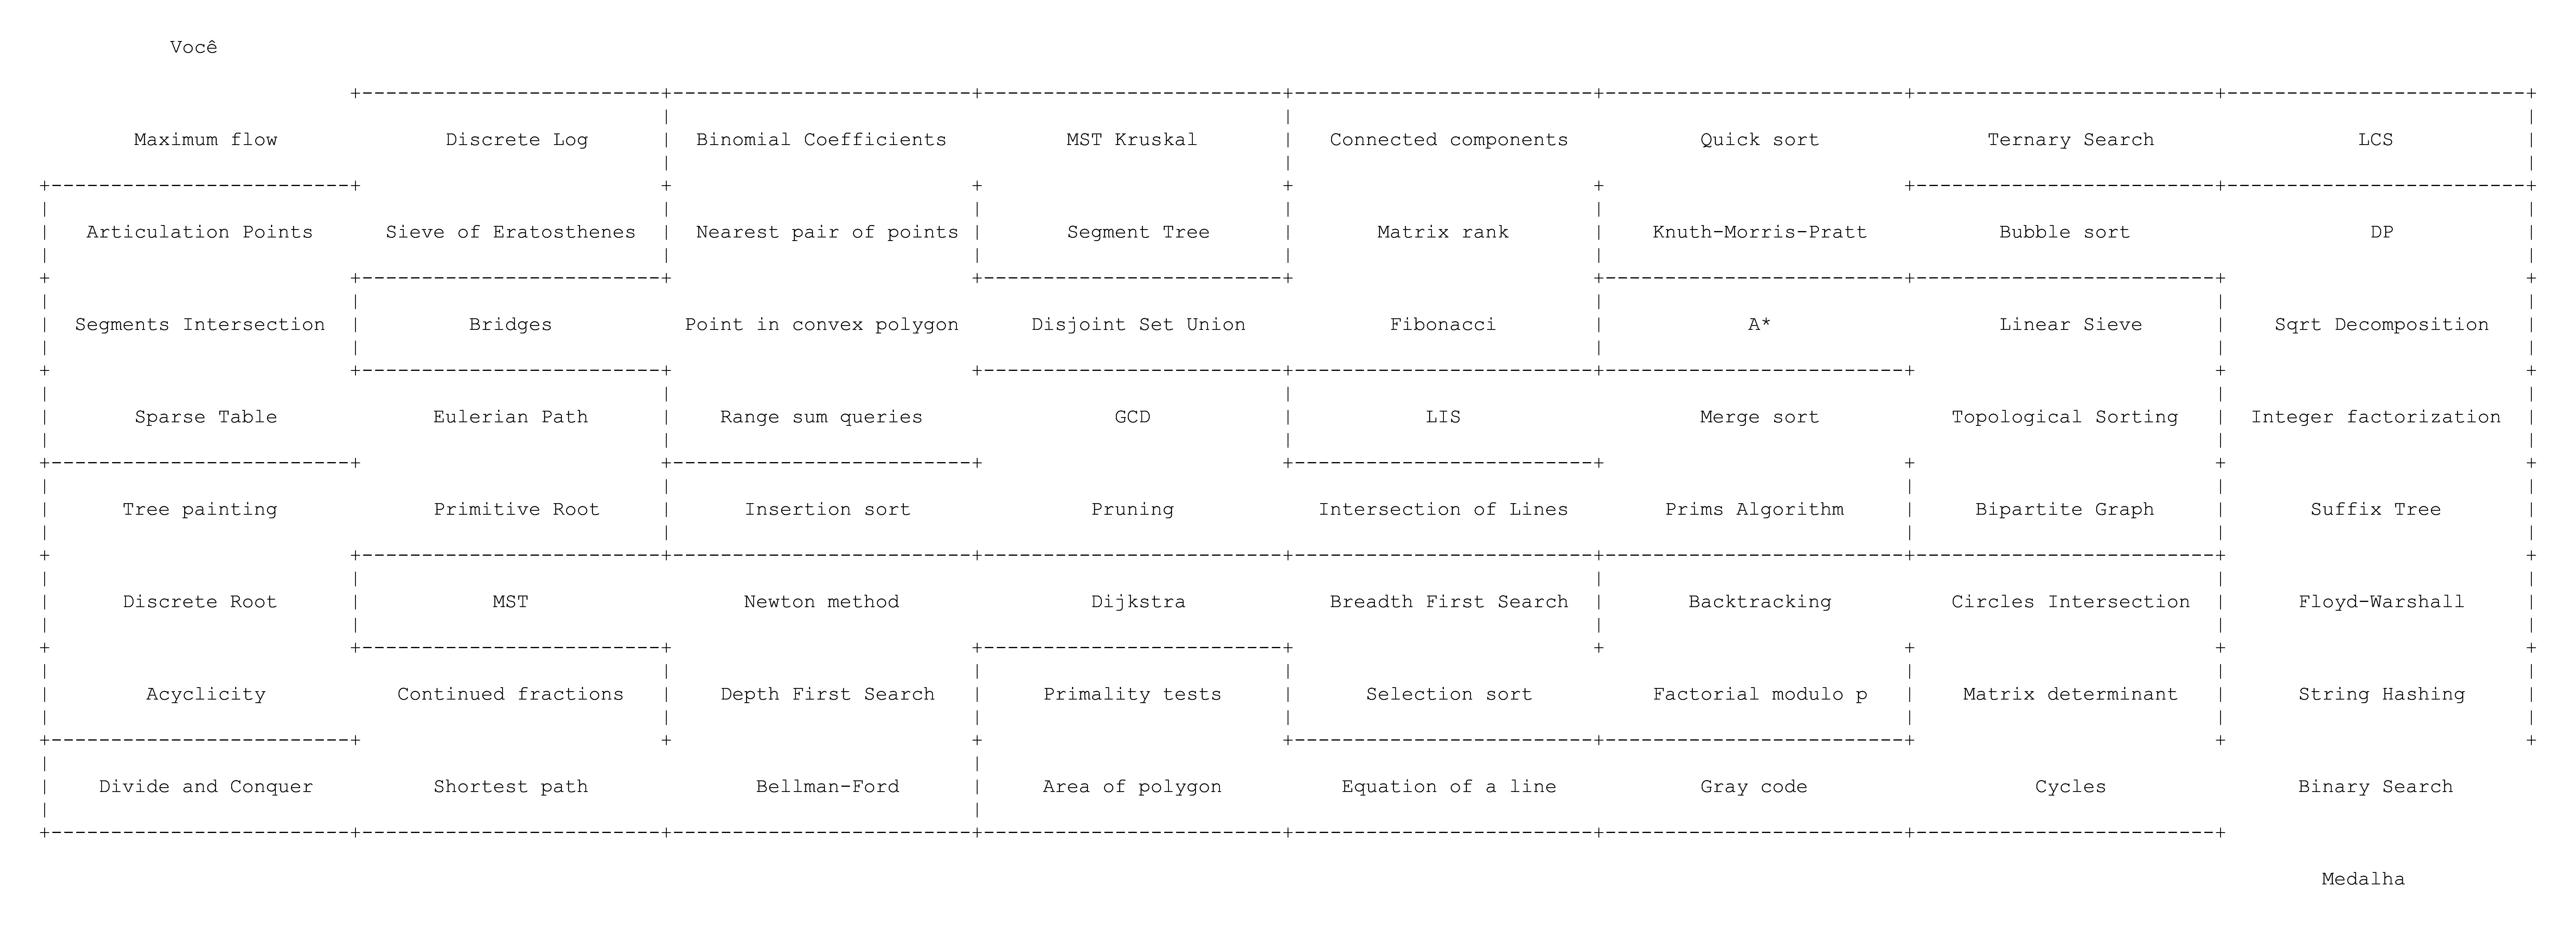 Você
Maximum flow Discrete Log Binomial Coefficients MST Kruskal Connected components Quick sort Ternary Search LCS
Articulation Points Sieve of Eratosthenes Nearest pair of points Segment Tree Matrix rank Knuth-Morris-Pratt Bubble sort DP
Segments Intersection Bridges Point in convex polygon Disjoint Set Union Fibonacci A* Linear Sieve Sqrt Decomposition
Sparse Table Eulerian Path Range sum queries GCD LIS Merge sort Topological Sorting Integer factorization
Tree painting Primitive Root Insertion sort Pruning Intersection of Lines Prims Algorithm Bipartite Graph Suffix Tree
Discrete Root MST Newton method Dijkstra Breadth First Search Backtracking Circles Intersection Floyd-Warshall
Acyclicity Continued fractions Depth First Search Primality tests Selection sort Factorial modulo p Matrix determinant String Hashing
Divide and Conquer Shortest path Bellman-Ford Area of polygon Equation of a line Gray code Cycles Binary Search
Medalha